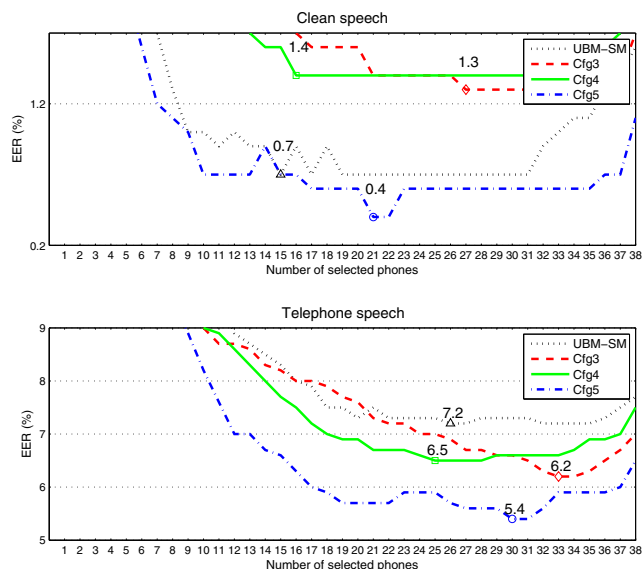 Clean speech
EER (%)
1.2
0.2
1.4
1.3
0.7
0.4
UBM−SM
Cfg3
Cfg4
Cfg5
1 2 3 4 5 6 7 8 9 10 11 12 13 14 15 16 17 18 19 20 21 22 23 24 25 26 27 28 29 30 31 32 33 34 35 36 37 38
Number of selected phones
Telephone speech
EER (%)
9
8
7
6
5
7.2
6.5
6.2
5.4
UBM−SM
Cfg3
Cfg4
Cfg5
1 2 3 4 5 6 7 8 9 10 11 12 13 14 15 16 17 18 19 20 21 22 23 24 25 26 27 28 29 30 31 32 33 34 35 36 37 38
Number of selected phones